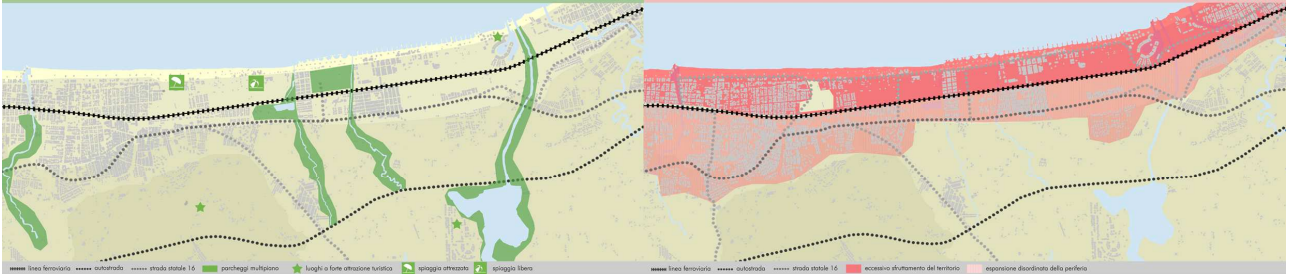 linea ferroviaria autostrada strada statale 16 parcheggi multipiano luoghi a forte attrazione turistica spiaggia attrezzata spiaggia libera
linea ferroviaria autostrada strada statale 16 eccessivo sfruttamento del territorio espansione disordinata della periferia